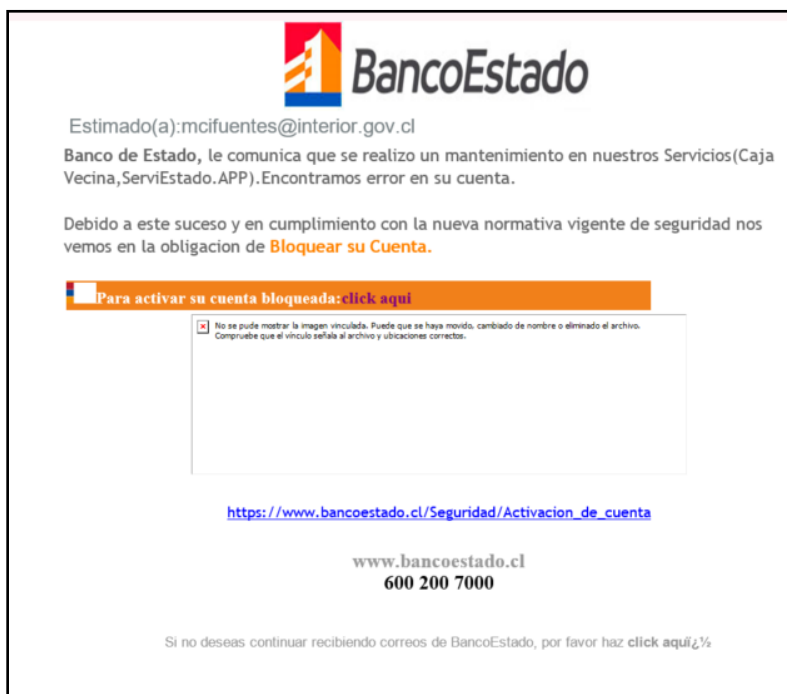 BancoEstado
Estimado(a):mcifuentes@interior.gov.cl
Banco de Estado, le comunica que se realizo un mantenimiento en nuestros Servicios(Caja
Vecina,ServiEstado.APP).Encontramos error en su cuenta.
Debido a este suceso y en cumplimiento con la nueva normativa vigente de seguridad nos
vemos en la obligacion de Bloquear su Cuenta.
Para activar su cuenta bloqueada:click aqui
No se pude mostrar la imagen vinculada. Puede que se haya movido, cambiado de nombre o eliminado el archivo.
Compruebe que el vínculo señala al archivo y ubicaciones correctos.
https://www.bancoestado.cl/Seguridad/Activacion_de_cuenta
www.bancoestado.cl
600 200 7000
Si no deseas continuar recibiendo correos de BancoEstado, por favor haz click aquï¿½